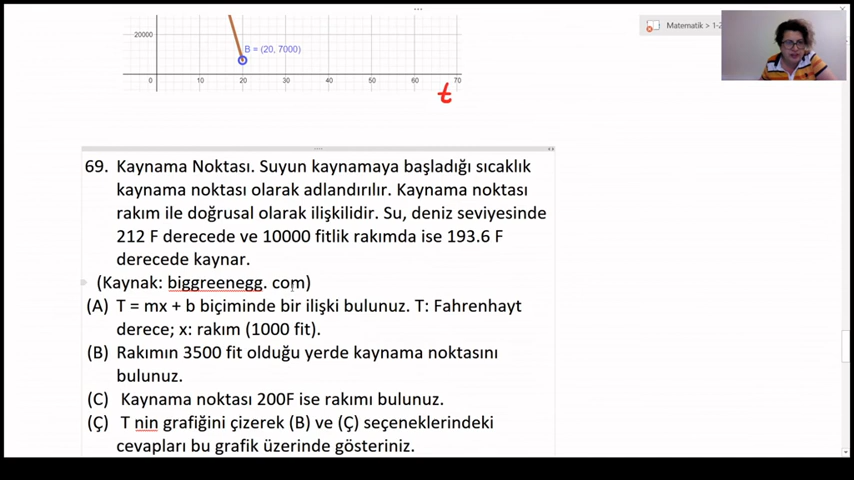 20000
B = (20, 7000)
0
0 10 20 30 40 50 60 70
t
Matematik > 1-2
69. Kaynama Noktası. Suyun kaynamaya başladığı sıcaklık
kaynama noktası olarak adlandırılır. Kaynama noktası
rakım ile doğrusal olarak ilişkilidir. Su, deniz seviyesinde
212 F derecede ve 10000 fitlik rakımda ise 193.6 F
derecede kaynar.
(Kaynak: biggreenegg. com)
(A) T = mx + b biçiminde bir ilişki bulunuz. T: Fahrenhayt
derece; x: rakım (1000 fit).
(B) Rakımın 3500 fit olduğu yerde kaynama noktasını
bulunuz.
(C) Kaynama noktası 200F ise rakımı bulunuz.
(Ç) T nin grafiğini çizerek (B) ve (Ç) seçeneklerindeki
cevapları bu grafik üzerinde gösteriniz.